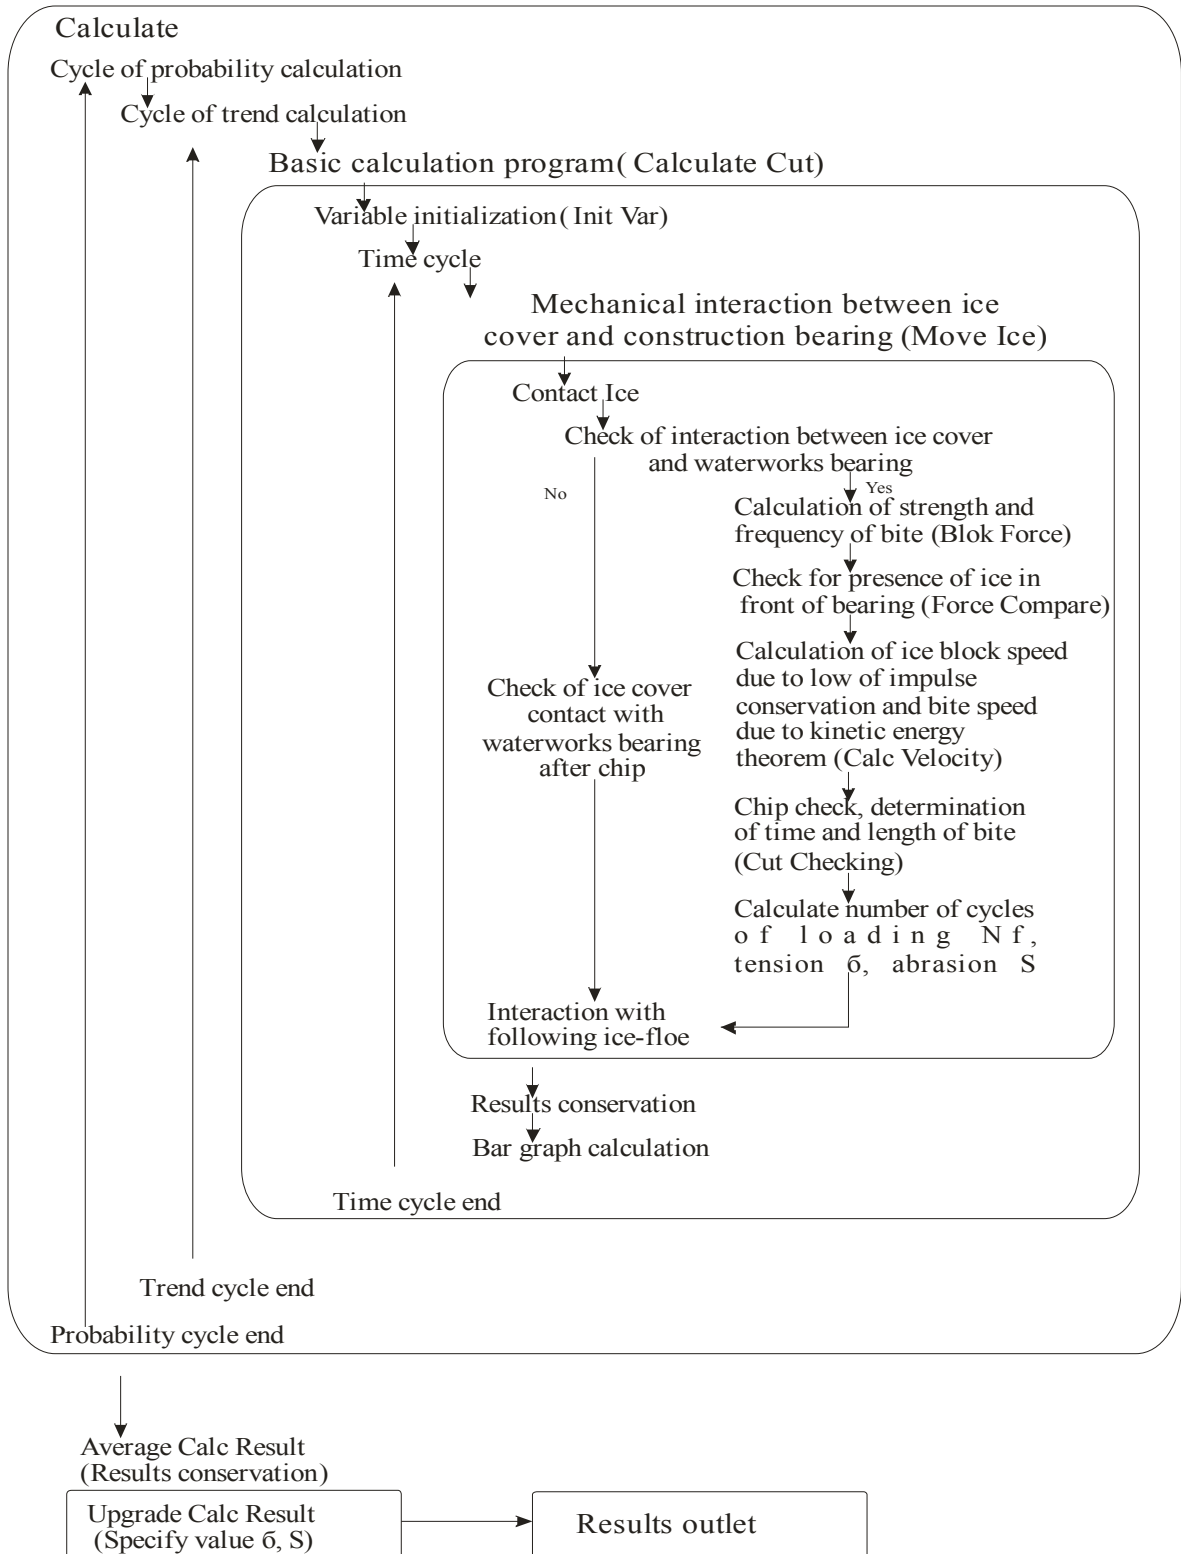 Calculate
Cycle of probability calculation
Cycle of trend calculation
Basic calculation program( Calculate Cut)
Variable initialization( Init Var)
Time cycle
Mechanical interaction between ice
cover and construction bearing (Move Ice)
Contact Ice
Check of interaction between ice cover
and waterworks bearing
No
Yes
Calculation of strength and
frequency of bite (Blok Force)
Check for presence of ice in
front of bearing (Force Compare)
Calculation of ice block speed
due to low of impulse
conservation and bite speed
due to kinetic energy
theorem (Calc Velocity)
Check of ice cover
contact with
waterworks bearing
after chip
Chip check, determination
of time and length of bite
(Cut Checking)
Calculate number of cycles
of loading Nf,
tension б, abrasion S
Interaction with
following ice-floe
Results conservation
Bar graph calculation
Time cycle end
Trend cycle end
Probability cycle end
Average Calc Result
(Results conservation)
Upgrade Calc Result
(Specify value б, S)
Results outlet